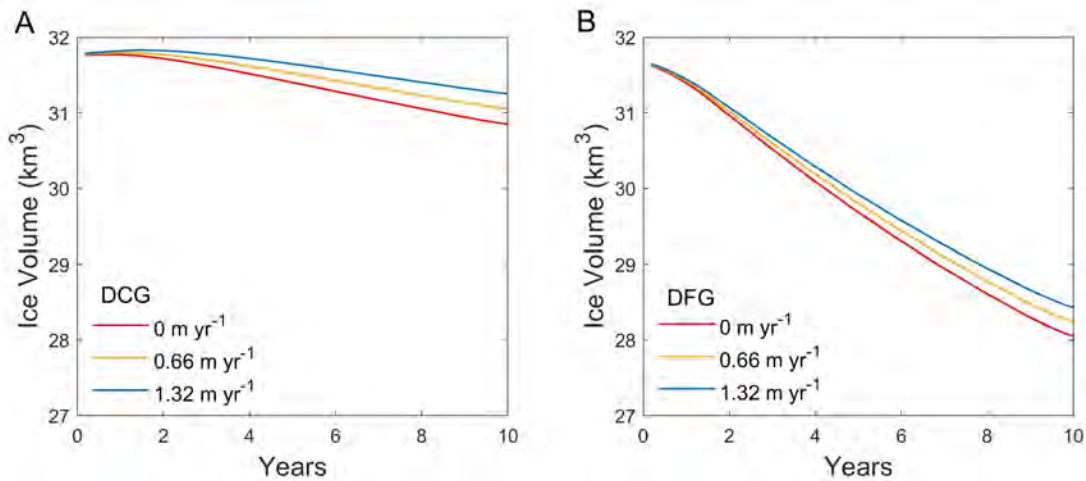 A
Ice Volume (km³)
32
31
30
29
28
27
DCG
0 m yr⁻¹
0.66 m yr⁻¹
1.32 m yr⁻¹
0 2 4 6 8 10
Years
B
Ice Volume (km³)
32
31
30
29
28
27
DFG
0 m yr⁻¹
0.66 m yr⁻¹
1.32 m yr⁻¹
0 2 4 6 8 10
Years